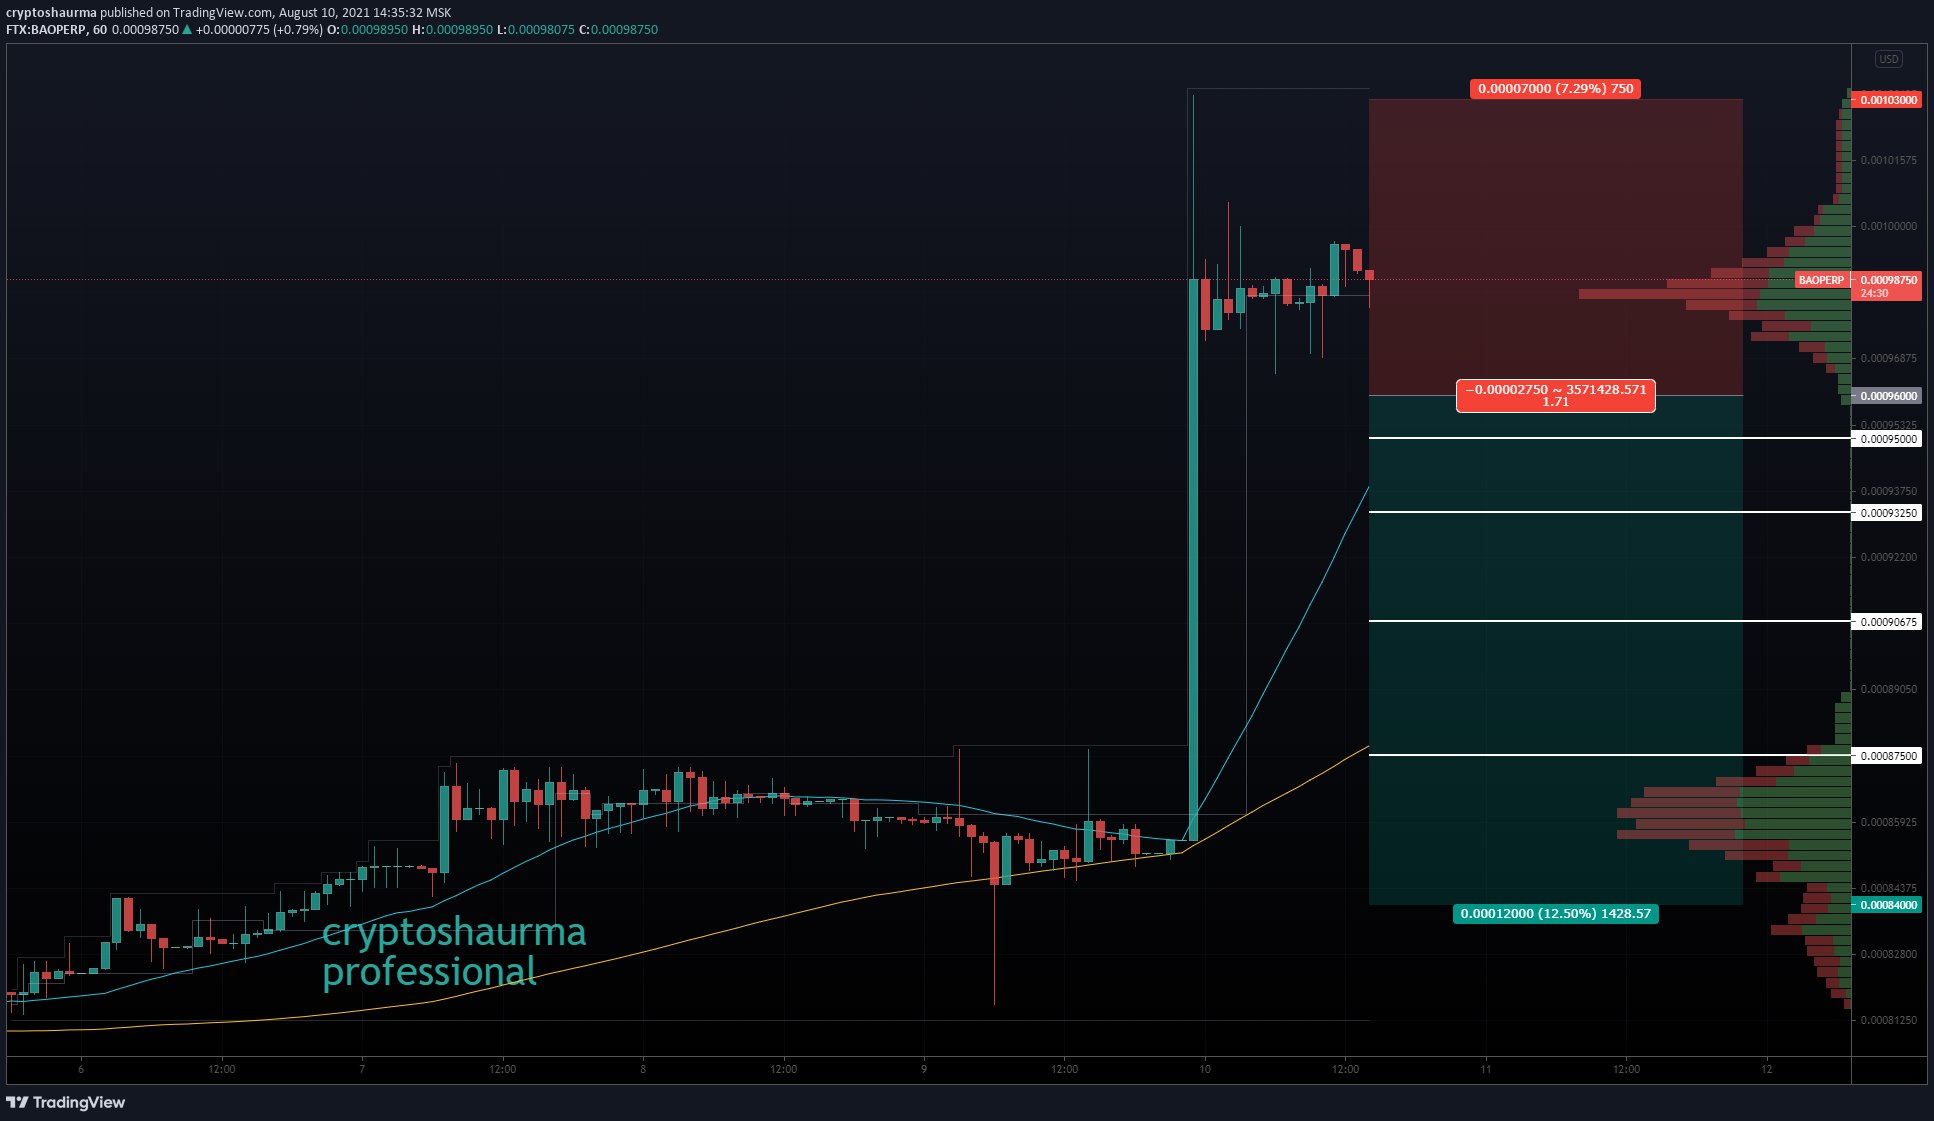 cryptoshaurma published on TradingView.com, August 10, 2021 14:35:32 MSK
FTX:BAOPERP, 60 0.00098750 ▲ +0.00000775 (+0.79%) O:0.00098950 H:0.00098950 L:0.00098075 C:0.00098750
USD
0.00007000 (7.29%) 750
0.00103000
0.00101575
0.00100000
BAOPERP 0.00098750
24:30
0.00096875
−0.00002750 ~ 3571428.571
1.71
0.00096000
0.00095325
0.00095000
0.00093750
0.00093250
0.00092200
0.00090675
0.00089050
0.00087500
0.00085925
0.00084375
0.00084000
0.00012000 (12.50%) 1428.57
cryptoshaurma
professional
0.00082800
0.00081250
6 12:00 7 12:00 8 12:00 9 12:00 10 12:00 11 12:00 12
TradingView